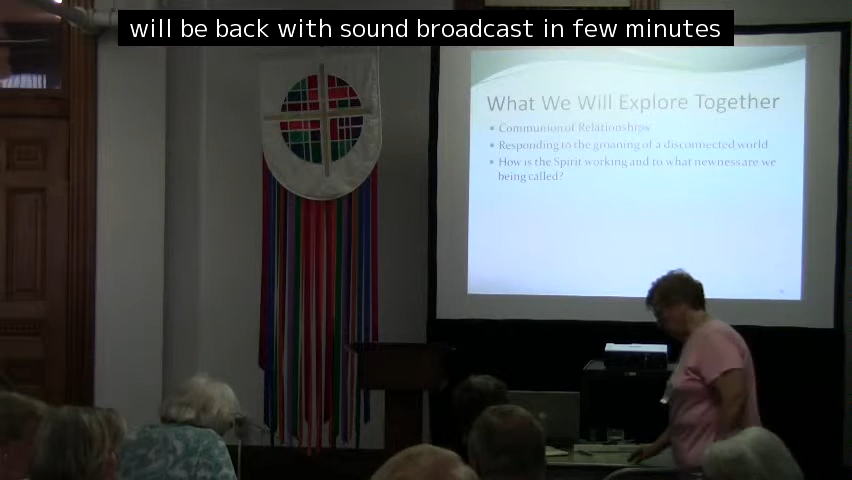 will be back with sound broadcast in few minutes
What We Will Explore Together
Communion of Relationships
Responding to the groaning of a disconnected world
How is the Spirit working and to what newness are we
being called?